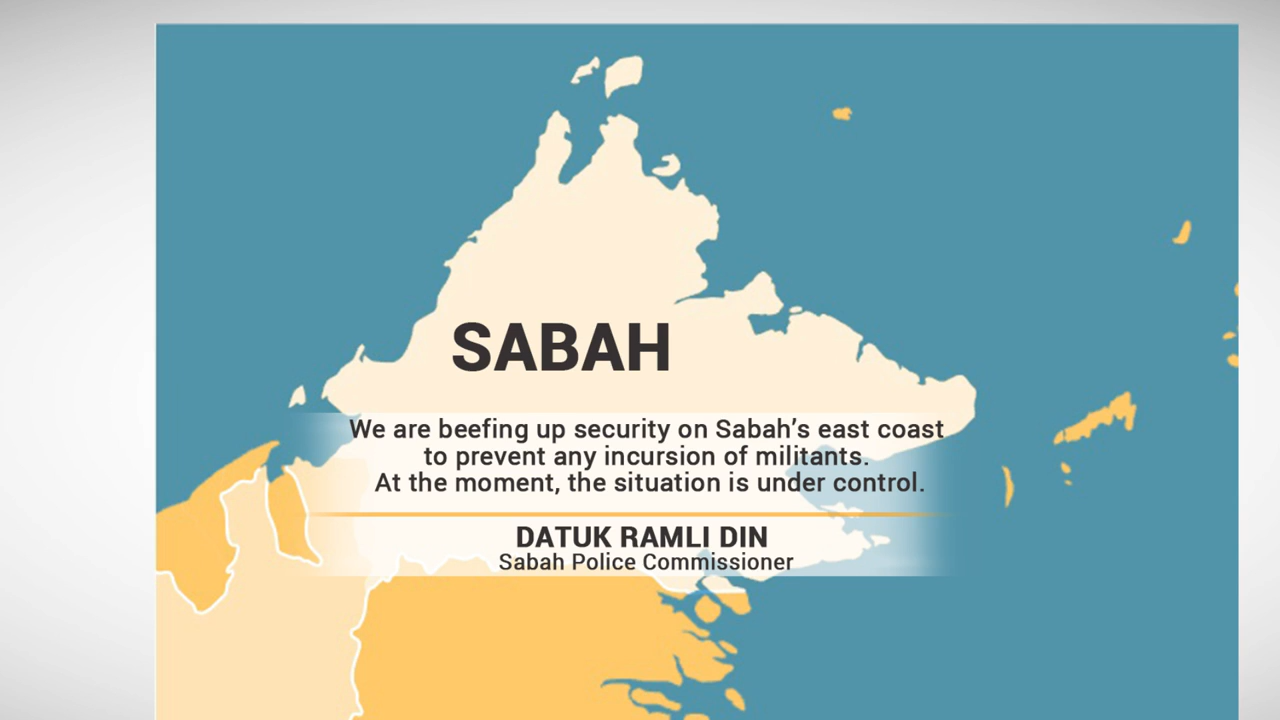 SABAH
We are beefing up security on Sabah's east coast
to prevent any incursion of militants.
At the moment, the situation is under control.
DATUK RAMLI DIN
Sabah Police Commissioner